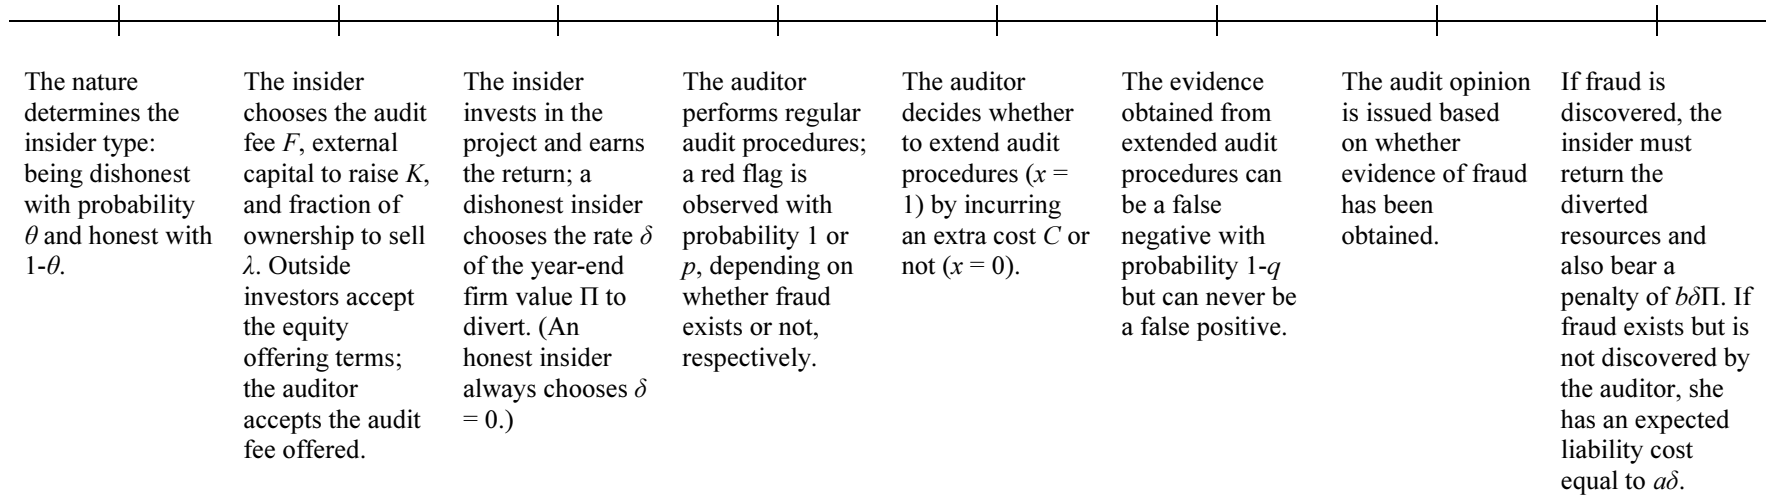 The nature
determines the
insider type:
being dishonest
with probability
θ and honest with
1-θ.
The insider
chooses the audit
fee F, external
capital to raise K,
and fraction of
ownership to sell
λ. Outside
investors accept
the equity
offering terms;
the auditor
accepts the audit
fee offered.
The insider
invests in the
project and earns
the return; a
dishonest insider
chooses the rate δ
of the year-end
firm value Π to
divert. (An
honest insider
always chooses δ
= 0.)
The auditor
performs regular
audit procedures;
a red flag is
observed with
probability 1 or
p, depending on
whether fraud
exists or not,
respectively.
The auditor
decides whether
to extend audit
procedures (x =
1) by incurring
an extra cost C or
not (x = 0).
The evidence
obtained from
extended audit
procedures can
be a false
negative with
probability 1-q
but can never be
a false positive.
The audit opinion
is issued based
on whether
evidence of fraud
has been
obtained.
If fraud is
discovered, the
insider must
return the
diverted
resources and
also bear a
penalty of bδΠ. If
fraud exists but is
not discovered by
the auditor, she
has an expected
liability cost
equal to aδ.